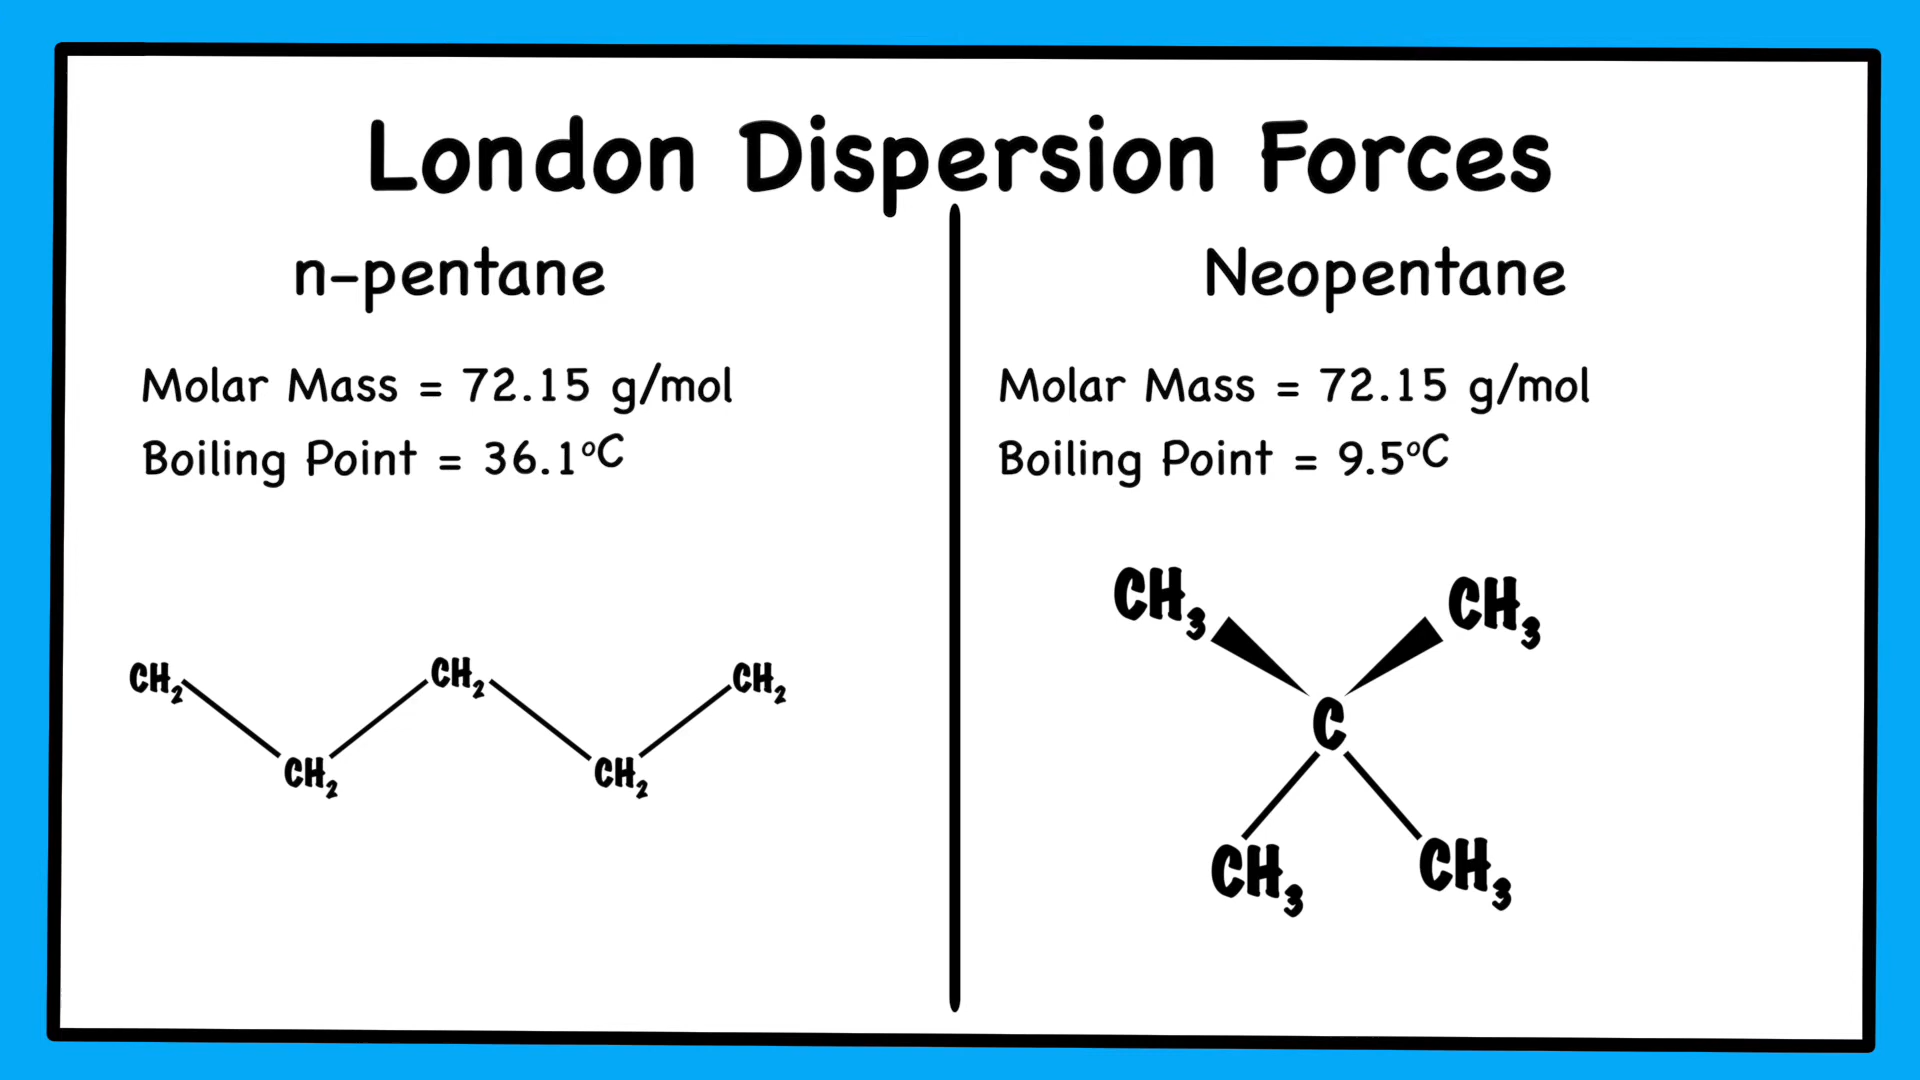 London Dispersion Forces
n-pentane
Molar Mass = 72.15 g/mol
Boiling Point = 36.1°C
CH₂
CH₂
CH₂
CH₂
CH₂
Neopentane
Molar Mass = 72.15 g/mol
Boiling Point = 9.5°C
CH₃
CH₃
C
CH₃
CH₃